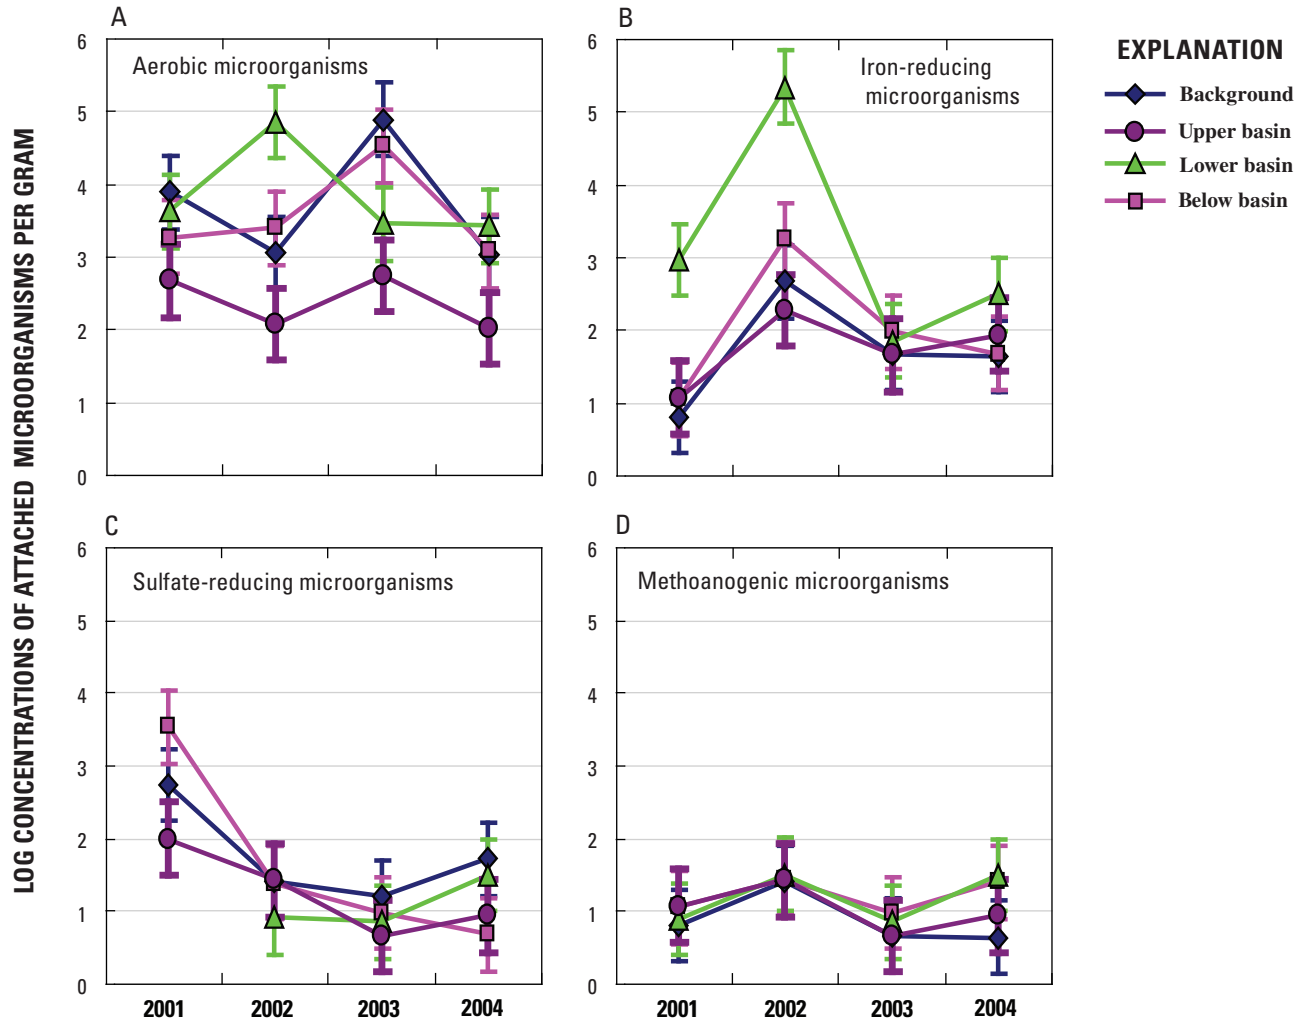 A
B
EXPLANATION
Background
Upper basin
Lower basin
Below basin
LOG CONCENTRATIONS OF ATTACHED MICROORGANISMS PER GRAM
6
5
4
3
2
1
0
Aerobic microorganisms
6
5
4
3
2
1
0
Iron-reducing
microorganisms
C
D
6
5
4
3
2
1
0
Sulfate-reducing microorganisms
2001 2002 2003 2004
6
5
4
3
2
1
0
Methoanogenic microorganisms
2001 2002 2003 2004